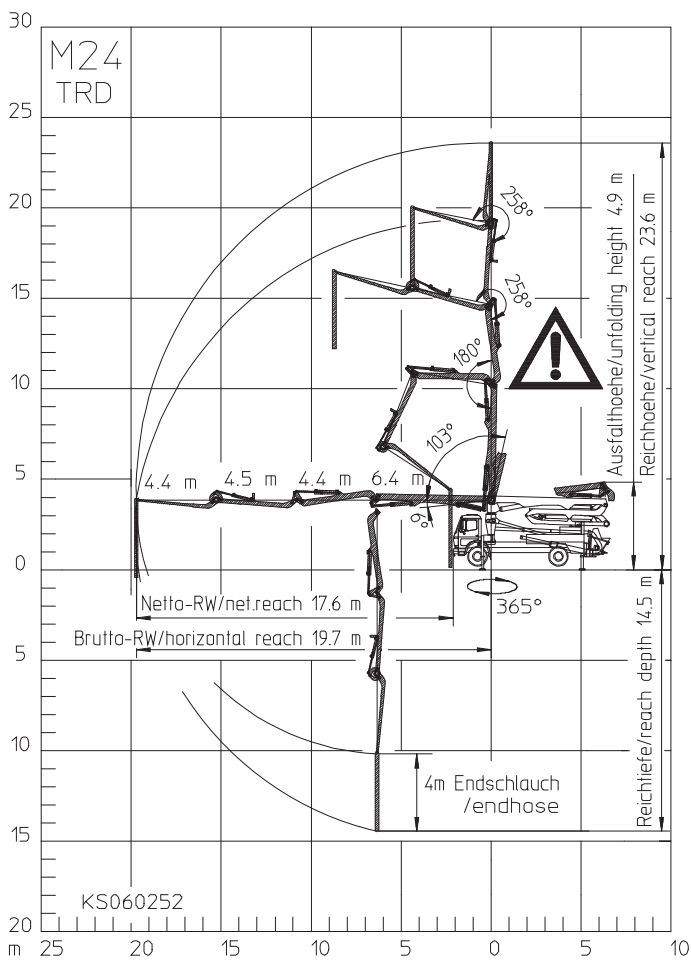 30
M24
TRD
25
20
15
10
5
0
5
10
15
20
m 25 20 15 10 5 0 5 10
258°
258°
180°
103°
6°
4.4 m 4.5 m 4.4 m 6.4 m
365°
Netto-RW/net.reach 17.6 m
Brutto-RW/horizontal reach 19.7 m
4m Endschlauch
/endhose
Ausfalthoehe/unfolding height 4.9 m
Reichhoehe/vertical reach 23.6 m
Reichtiefe/reach depth 14.5 m
KS060252